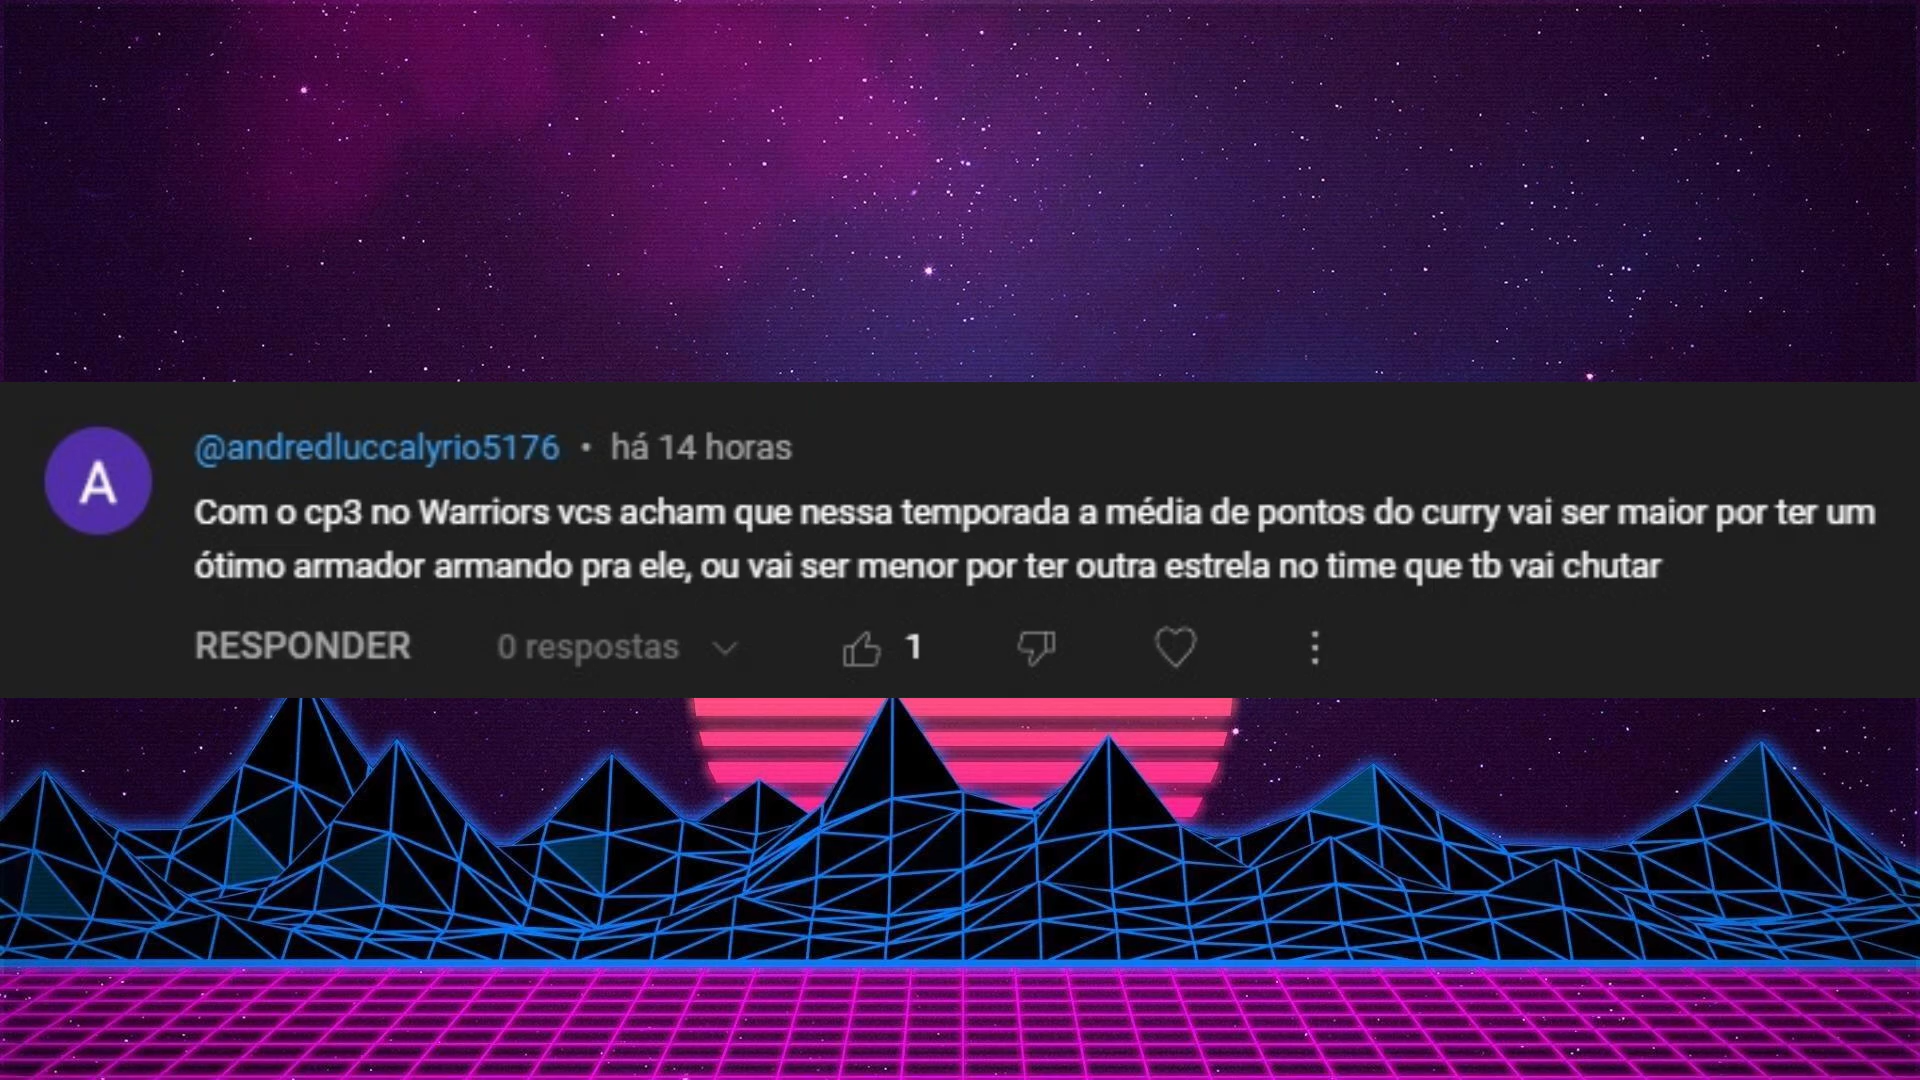 A
@andredluccalyrio5176 • há 14 horas
Com o cp3 no Warriors vcs acham que nessa temporada a média de pontos do curry vai ser maior por ter um
ótimo armador armando pra ele, ou vai ser menor por ter outra estrela no time que tb vai chutar
RESPONDER 0 respostas 1